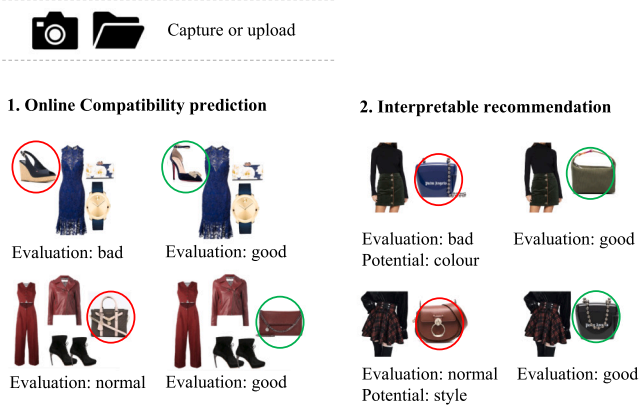 Capture or upload
1. Online Compatibility prediction
2. Interpretable recommendation
Evaluation: bad
Evaluation: good
Evaluation: bad
Potential: colour
Evaluation: good
Evaluation: normal
Evaluation: good
Evaluation: normal
Potential: style
Evaluation: good